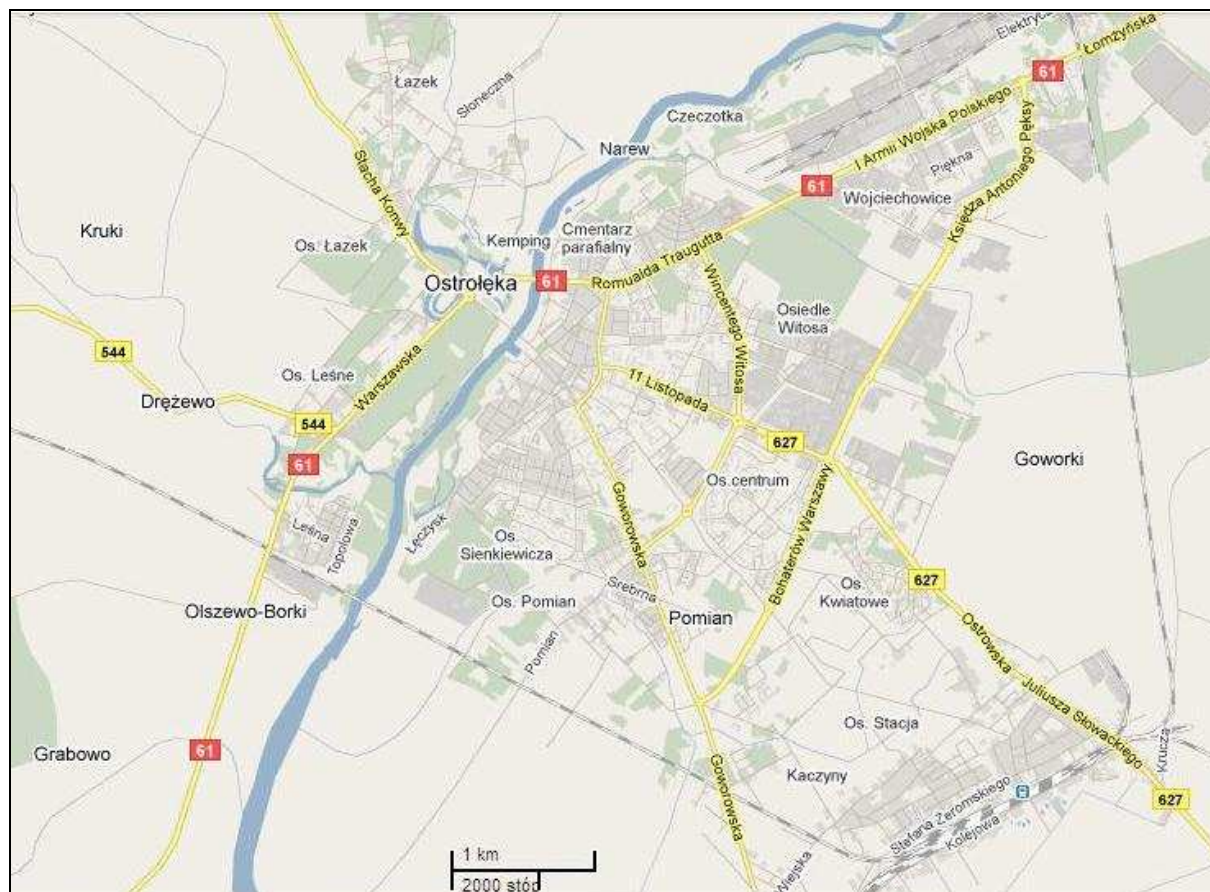 Elektrycz
Łomżyńska
61
Łazek
Słoneczna
I Armii Wojska Polskiego
Czeczotka
Narew
Piękna
61
Księdza Antoniego Pęksy
Stacha Konwy
Wojciechowice
Kruki
Os. Łazek
Kemping
Cmentarz
parafialny
Romualda Traugutta
Ostrołęka
61
Wincentego Witosa
Osiedle
Witosa
544
Os. Leśne
Warszawska
11 Listopada
Drężewo
544
627
61
Goworki
Os.centrum
Goworowska
Bohaterów Warszawy
Leśna
Topolowa
Łęczysk
Os.
Sienkiewicza
Srebrna
Os. Pomian
Os.
Kwiatowe
627
Olszewo-Borki
Pomian
Pomian
Ostrowska
Juliusza Słowackiego
Os. Stacja
Krucza
Grabowo
61
Goworowska
Kaczyny
Stefana Żeromskiego
Kolejowa
627
Wiejska
1 km
2000 stóp